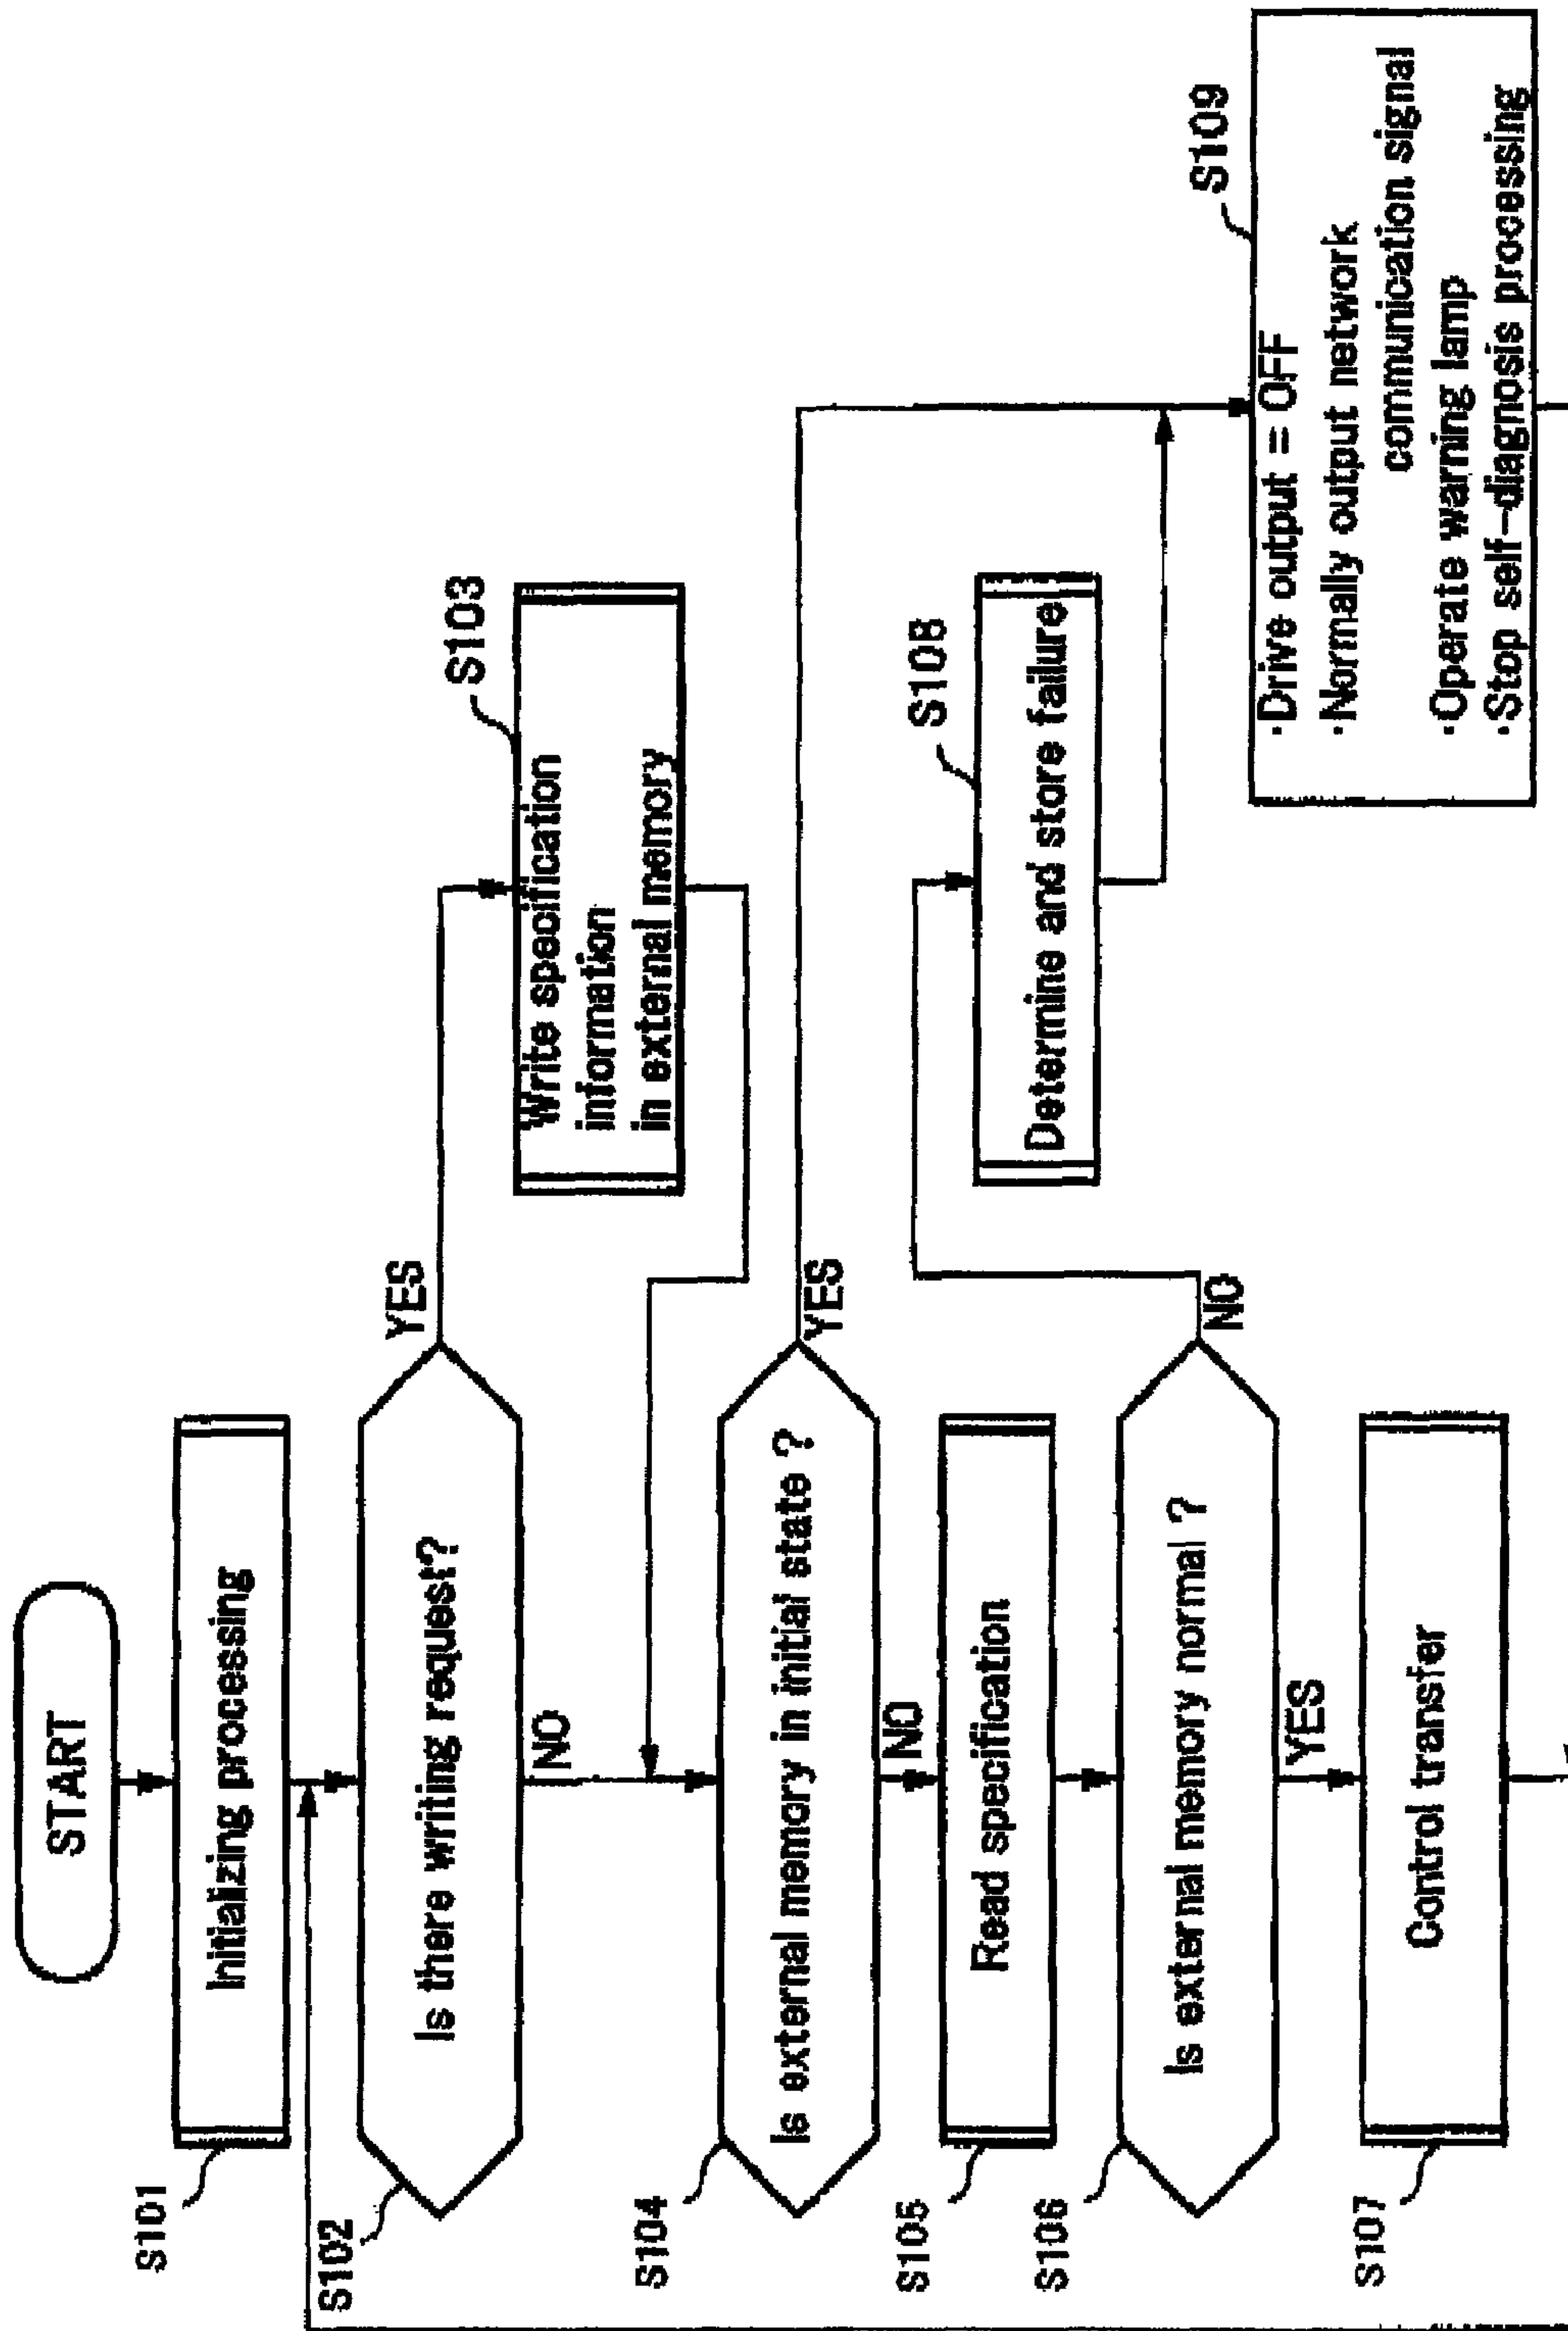 START
S101
Initializing processing
S102
Is there writing request?
YES
NO
S103
Write specification
information
in external memory
S104
Is external memory in initial state ?
YES
NO
S105
Read specification
S106
Is external memory normal ?
NO
YES
S108
Determine and store failure
S107
Control transfer
S109
·Drive output = OFF
·Normally output network
communication signal
·Operate warning lamp
·Stop self-diagnosis processing